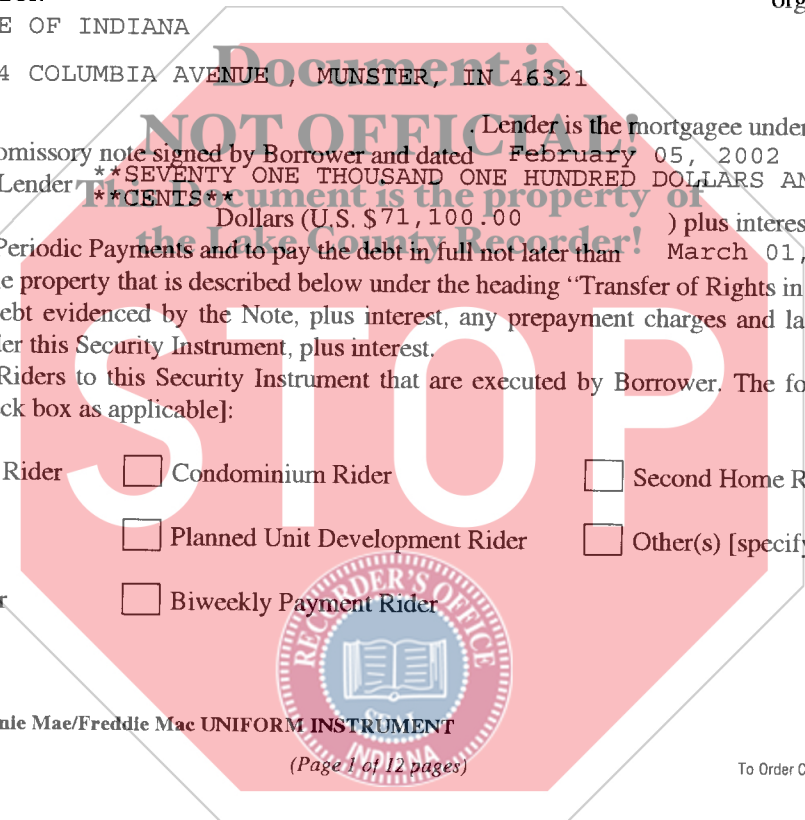 E OF INDIANA
4 COLUMBIA AVENUE , MUNSTER, IN 46321
Document is
NOT OFFICIAL!
. Lender is the mortgagee under
omissory note signed by Borrower and dated February 05, 2002
Lender **SEVENTY ONE THOUSAND ONE HUNDRED DOLLARS AN
**CENTS**
This Document is the property of
Dollars (U.S. $71,100.00 ) plus interes
the Lake County Recorder!
Periodic Payments and to pay the debt in full not later than March 01,
e property that is described below under the heading “Transfer of Rights in
ebt evidenced by the Note, plus interest, any prepayment charges and la
er this Security Instrument, plus interest.
Riders to this Security Instrument that are executed by Borrower. The fo
ck box as applicable]:
STOP
Rider Condominium Rider Second Home R
Planned Unit Development Rider Other(s) [specify
r Biweekly Payment Rider
RECORDER'S OFFICE
SEAL
INDIANA
nie Mae/Freddie Mac UNIFORM INSTRUMENT
(Page 1 of 12 pages)
To Order C